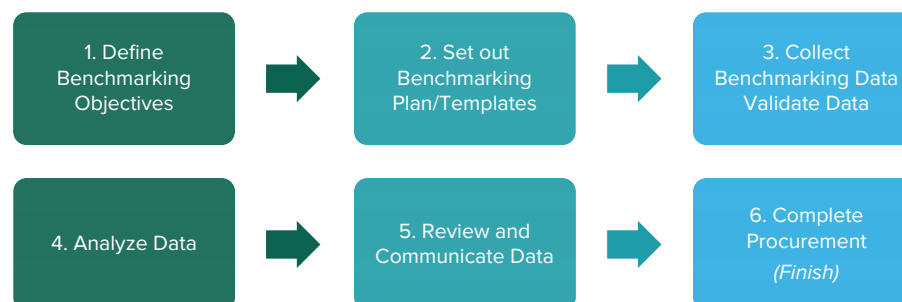 1. Define
Benchmarking
Objectives
2. Set out
Benchmarking
Plan/Templates
3. Collect
Benchmarking Data
Validate Data
4. Analyze Data
5. Review and
Communicate Data
6. Complete
Procurement
(Finish)